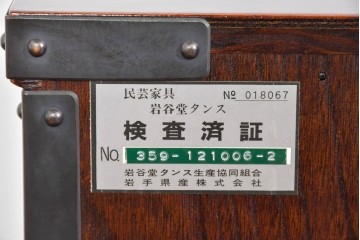 民芸家具 № 018067
岩谷堂タンス
検査済証
No. 359-121006-2
岩谷堂タンス生産協同組合
岩手県産株式会社